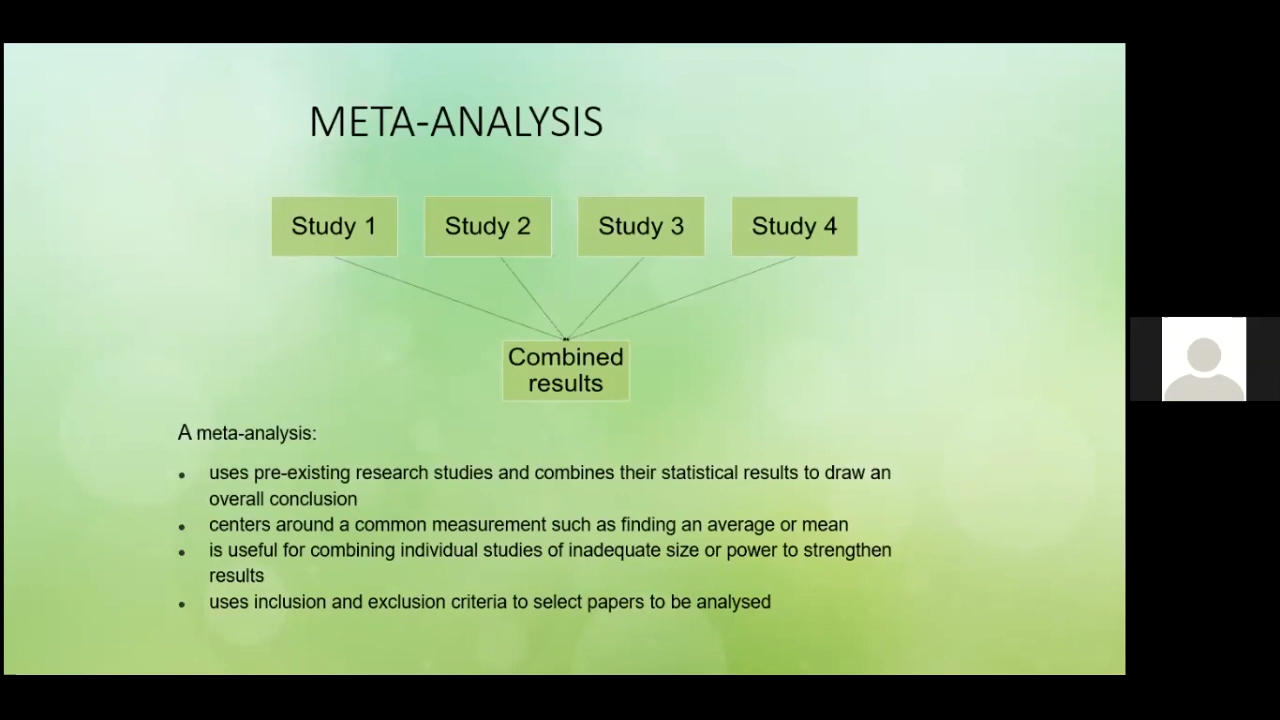 META-ANALYSIS
Study 1
Study 2
Study 3
Study 4
Combined
results
A meta-analysis:
• uses pre-existing research studies and combines their statistical results to draw an
overall conclusion
• centers around a common measurement such as finding an average or mean
• is useful for combining individual studies of inadequate size or power to strengthen
results
• uses inclusion and exclusion criteria to select papers to be analysed